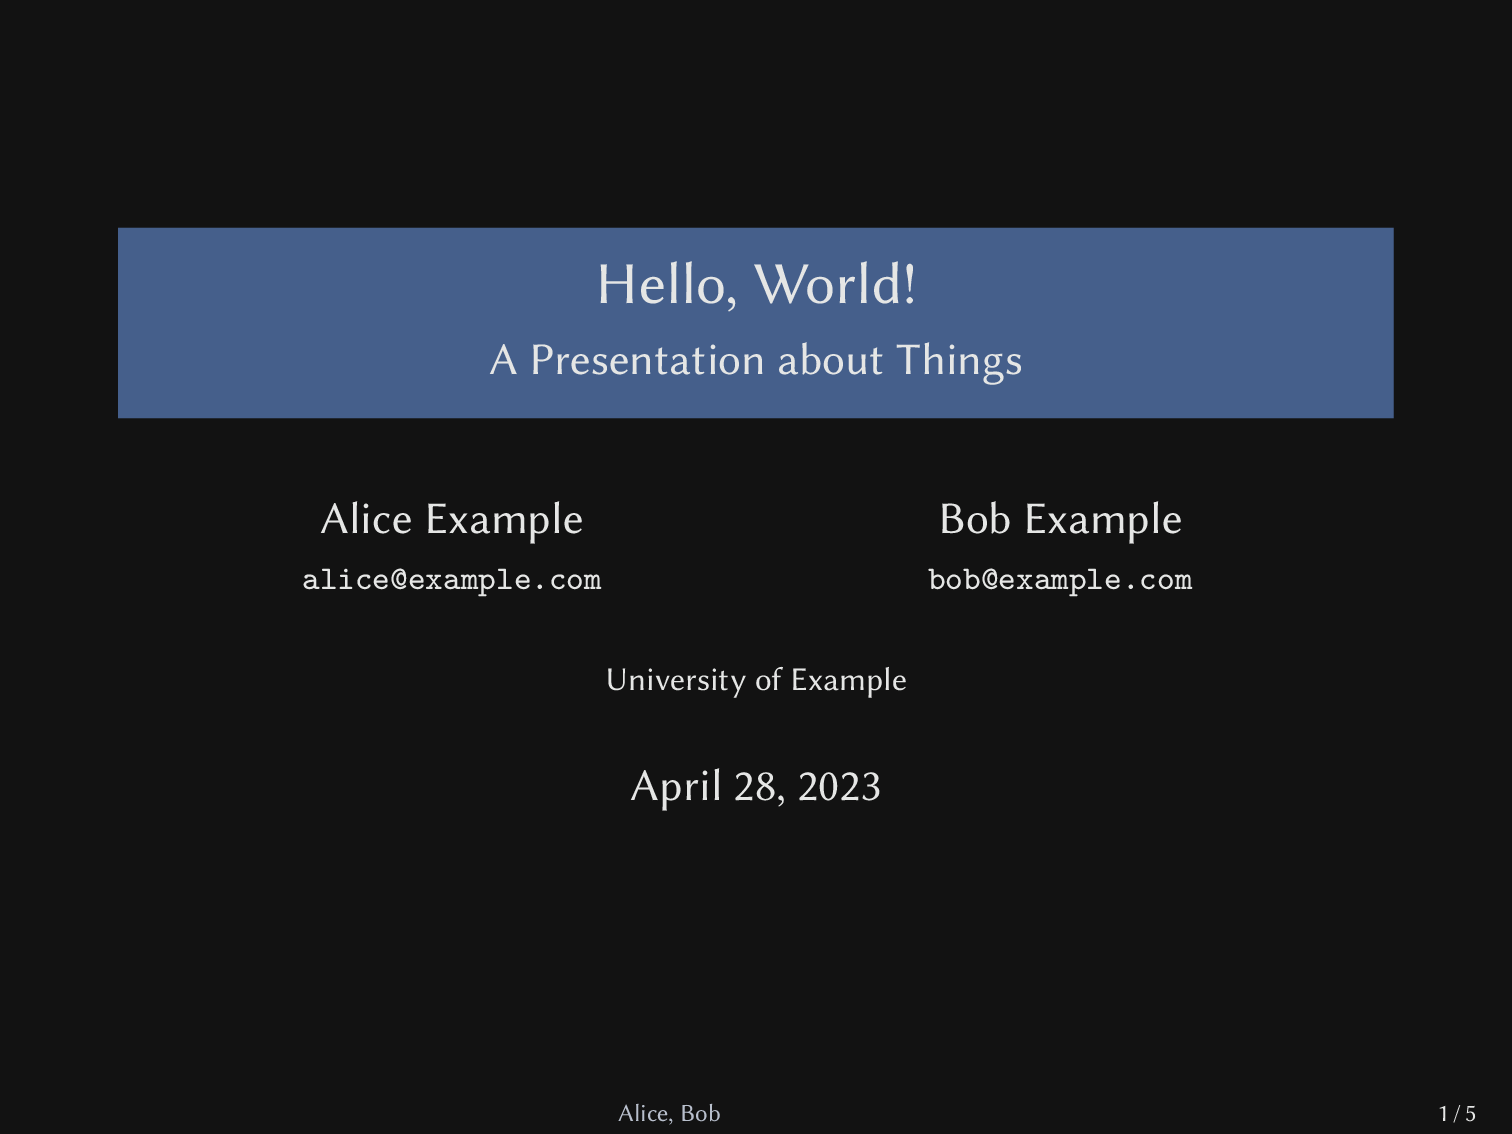 Hello, World!
A Presentation about Things
Alice Example
alice@example.com
Bob Example
bob@example.com
University of Example
April 28, 2023
Alice, Bob
1 / 5